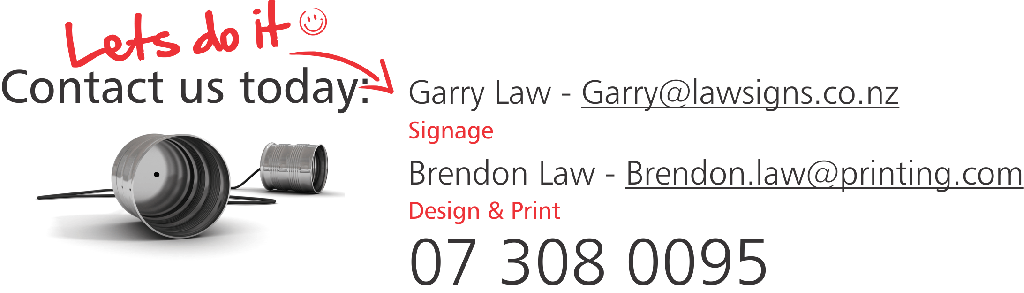 Lets do it
Contact us today:
Garry Law - Garry@lawsigns.co.nz
Signage
Brendon Law - Brendon.law@printing.com
Design & Print
07 308 0095